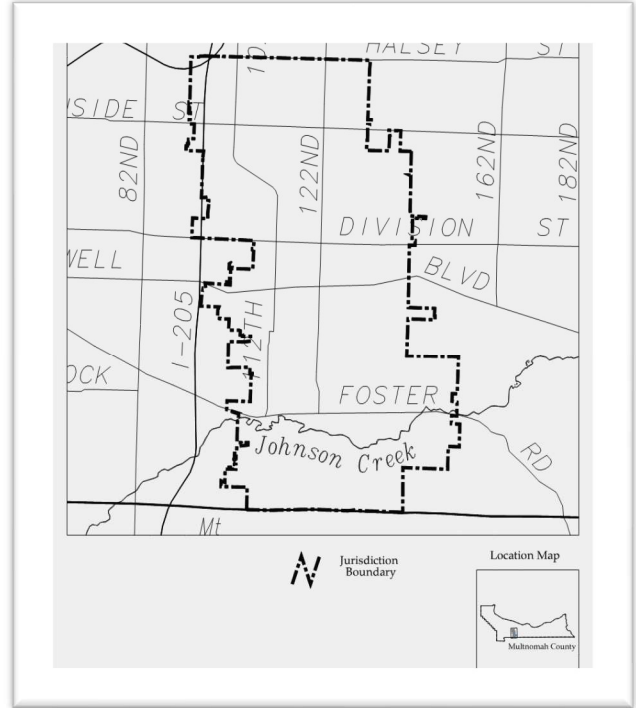 HALSEY ST
10
SIDE ST
82ND
122ND
162ND
182ND
DIVISION ST
WELL
BLVD
I-205
112TH
OCK
FOSTER
Johnson Creek
RD
Mt
Jurisdiction
Boundary
Location Map
Multnomah County